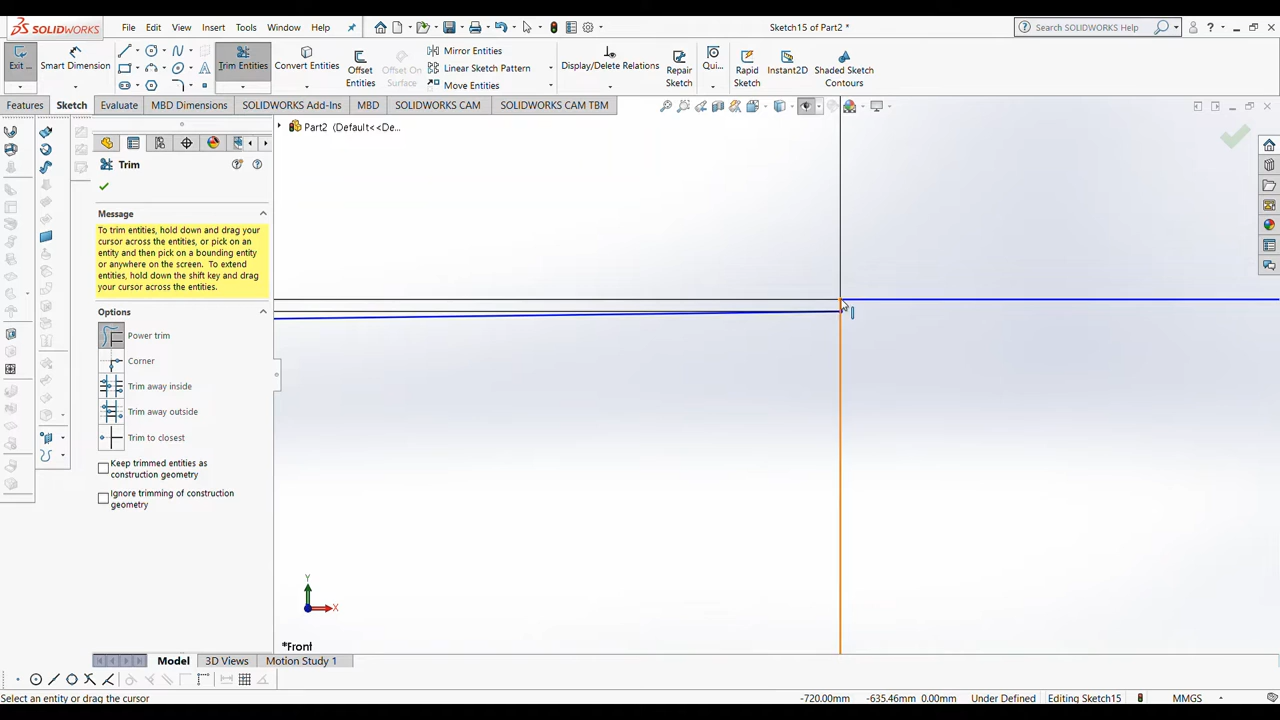 SOLIDWORKS
File Edit View Insert Tools Window Help
Sketch15 of Part2 *
Search SOLIDWORKS Help
Exit ...
Smart Dimension
Trim Entities
Convert Entities
Offset Entities
Offset On Surface
Mirror Entities
Linear Sketch Pattern
Move Entities
Display/Delete Relations
Repair Sketch
Qui...
Rapid Sketch
Instant2D
Shaded Sketch Contours
Features Sketch Evaluate MBD Dimensions SOLIDWORKS Add-Ins MBD SOLIDWORKS CAM SOLIDWORKS CAM TBM
Part2 (Default<<De...
Trim
Message
To trim entities, hold down and drag your
cursor across the entities, or pick on an
entity and then pick on a bounding entity
or anywhere on the screen. To extend
entities, hold down the shift key and drag
your cursor across the entities.
Options
Power trim
Corner
Trim away inside
Trim away outside
Trim to closest
Keep trimmed entities as
construction geometry
Ignore trimming of construction
geometry
Y
X
*Front
Model 3D Views Motion Study 1
Select an entity or drag the cursor
-720.00mm -635.46mm 0.00mm Under Defined Editing Sketch15 MMGS